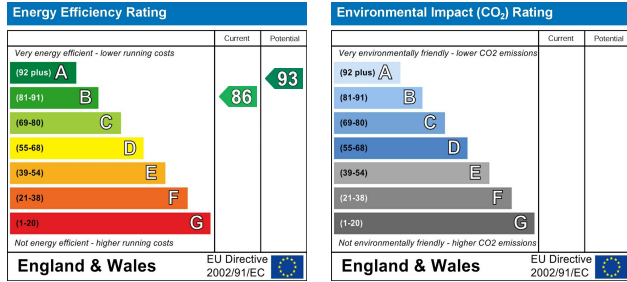 Energy Efficiency Rating
Current Potential
Very energy efficient - lower running costs
(92 plus) A
(81-91) B
(69-80) C
(55-68) D
(39-54) E
(21-38) F
(1-20) G
86
93
Not energy efficient - higher running costs
England & Wales
EU Directive
2002/91/EC
Environmental Impact (CO₂) Rating
Current Potential
Very environmentally friendly - lower CO2 emissions
(92 plus) A
(81-91) B
(69-80) C
(55-68) D
(39-54) E
(21-38) F
(1-20) G
Not environmentally friendly - higher CO2 emissions
England & Wales
EU Directive
2002/91/EC